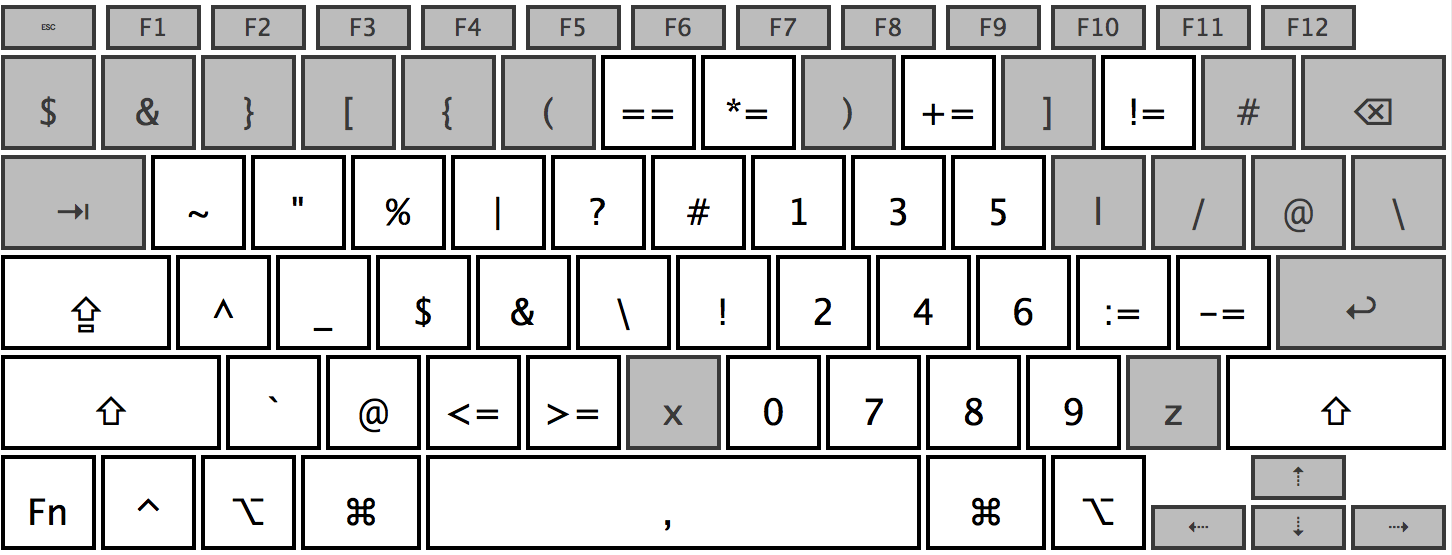 ESC F1 F2 F3 F4 F5 F6 F7 F8 F9 F10 F11 F12
$ & } [ { ( == *= ) += ] != # ⌫
⇥ ~ " % | ? # 1 3 5 l / @ \
⇪ ^ _ $ & \ ! 2 4 6 := -= ↩
⇧ ` @ <= >= x 0 7 8 9 z ⇧
Fn ^ ⌥ ⌘ , ⌘ ⌥ ⇡
⇠ ⇣ ⇢